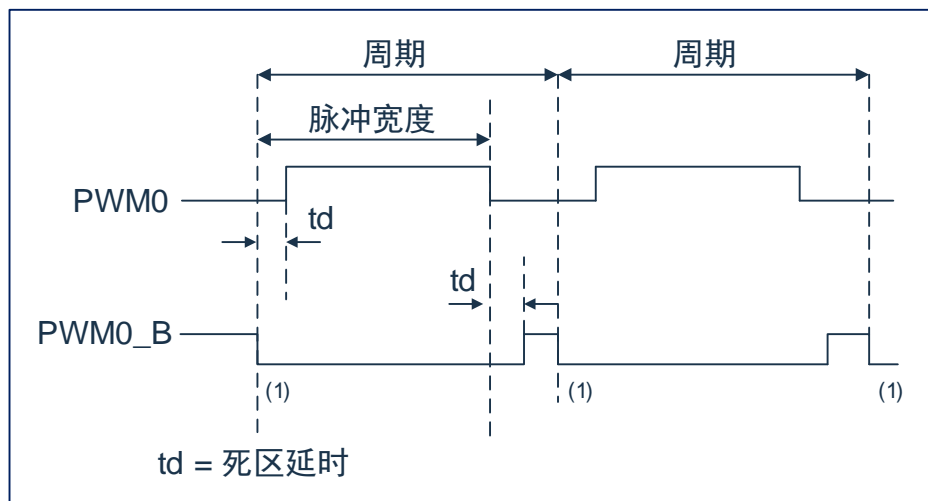 周期 周期
脉冲宽度
PWM0
td
td
PWM0_B
(1) (1) (1)
td = 死区延时